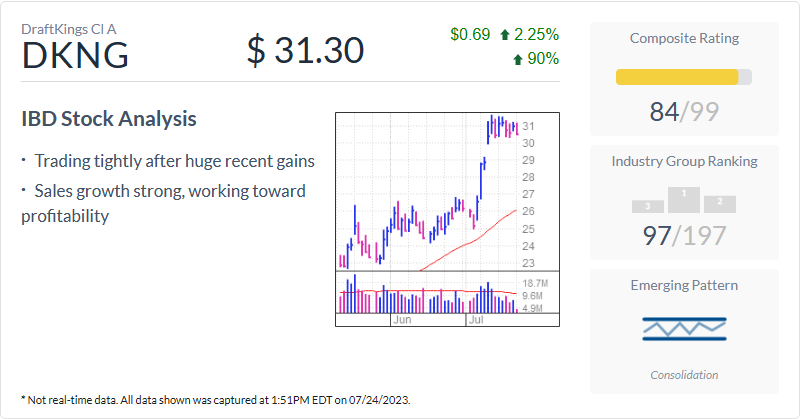 DraftKings Cl A
DKNG
$ 31.30
$0.69 2.25%
90%
IBD Stock Analysis
· Trading tightly after huge recent gains
· Sales growth strong, working toward
profitability
31
30
29
28
27
26
25
24
23
18.7M
9.6M
4.9M
Jun Jul
Composite Rating
84/99
Industry Group Ranking
3 1 2
97/197
Emerging Pattern
Consolidation
* Not real-time data. All data shown was captured at 1:51PM EDT on 07/24/2023.